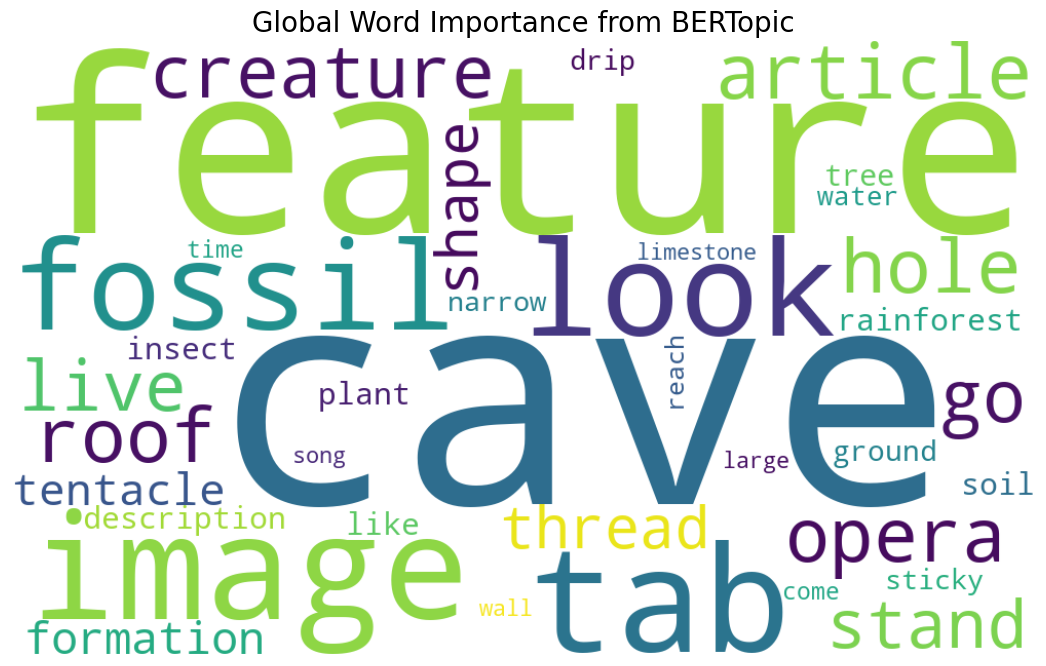 Global Word Importance from BERTopic
drip
creature
article
feature
shape
tree
water
fossil
time
look
limestone
hole
narrow
rainforest
insect
live
cave
reach
plant
go
roof
song
large
ground
tentacle
soil
description
like
thread
opera
image
tab
sticky
come
wall
stand
formation